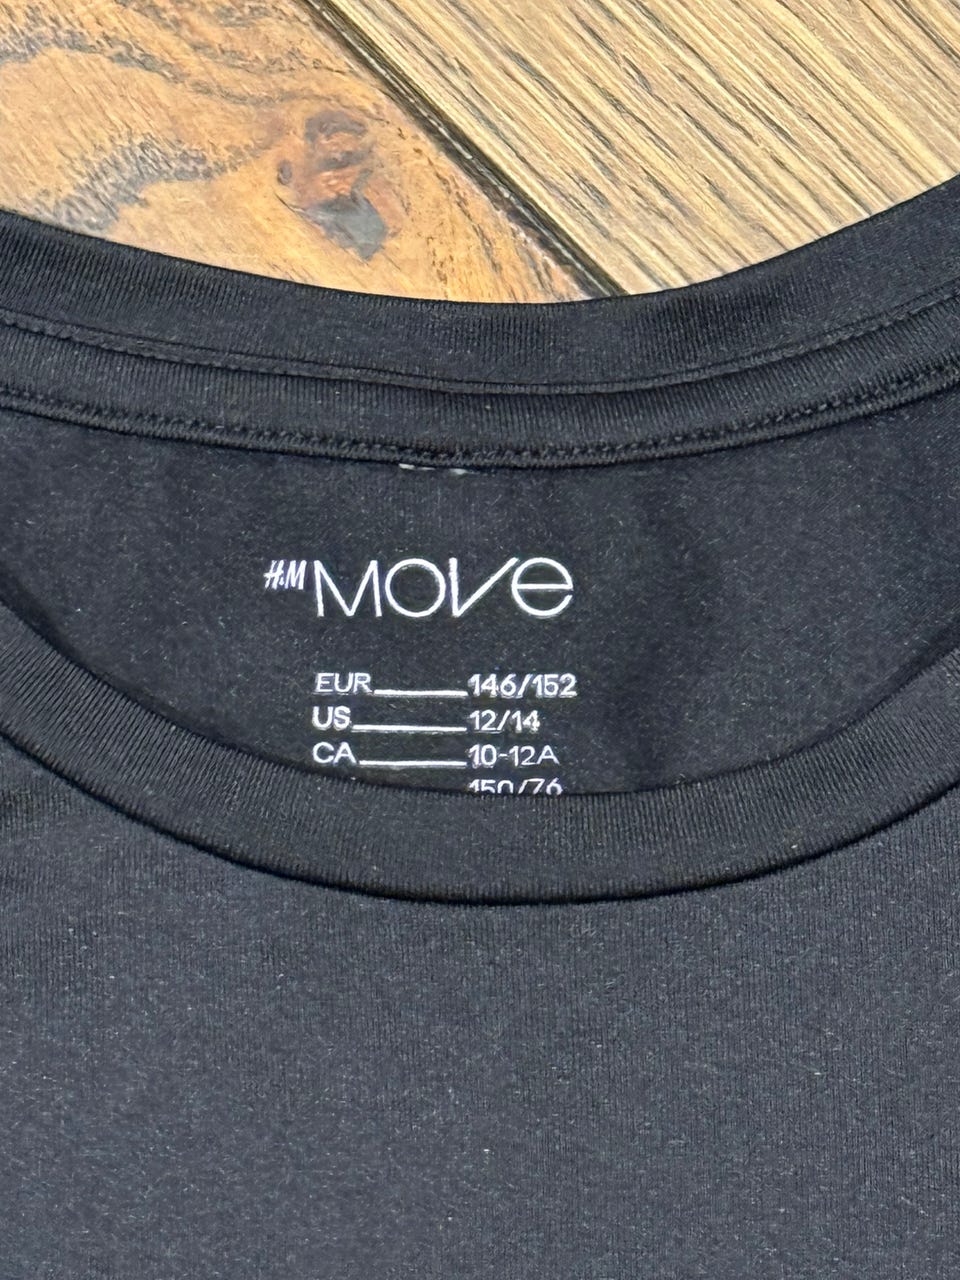 H&M MOVE
EUR 146/152
US 12/14
CA 10-12A
150/76